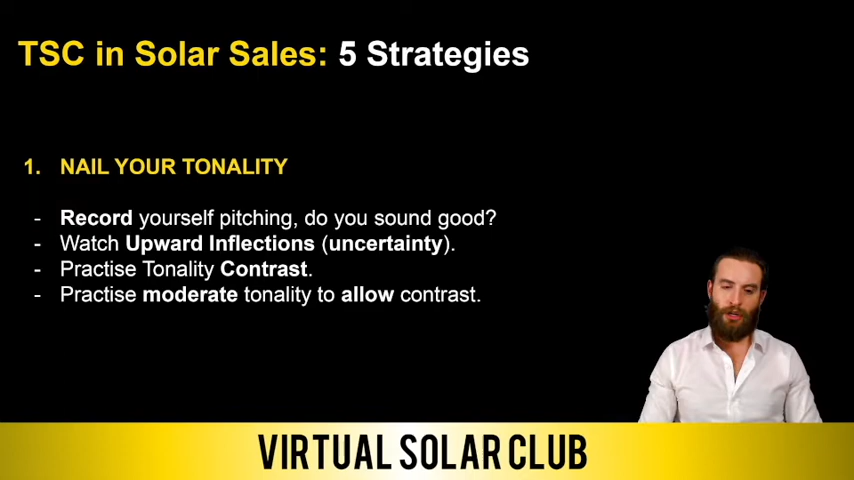 TSC in Solar Sales: 5 Strategies
1. NAIL YOUR TONALITY
- Record yourself pitching, do you sound good?
- Watch Upward Inflections (uncertainty).
- Practise Tonality Contrast.
- Practise moderate tonality to allow contrast.
VIRTUAL SOLAR CLUB